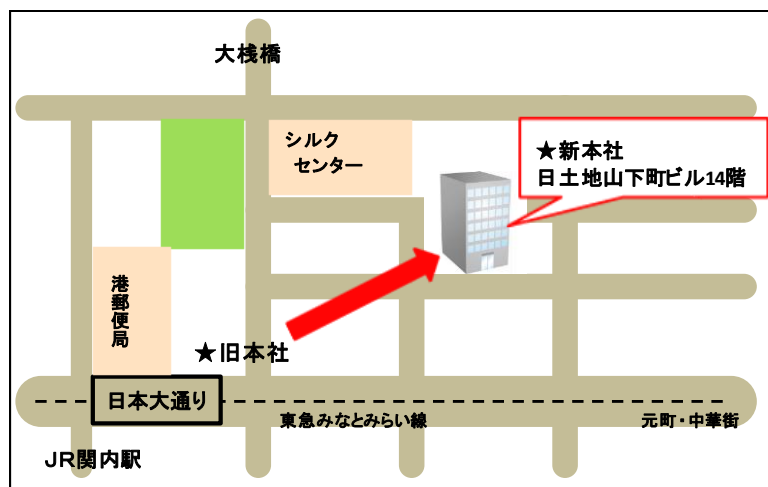 大桟橋
シルク
センター
★新本社
日土地山下町ビル14階
港郵便局
★旧本社
日本大通り
東急みなとみらい線
元町・中華街
JR関内駅